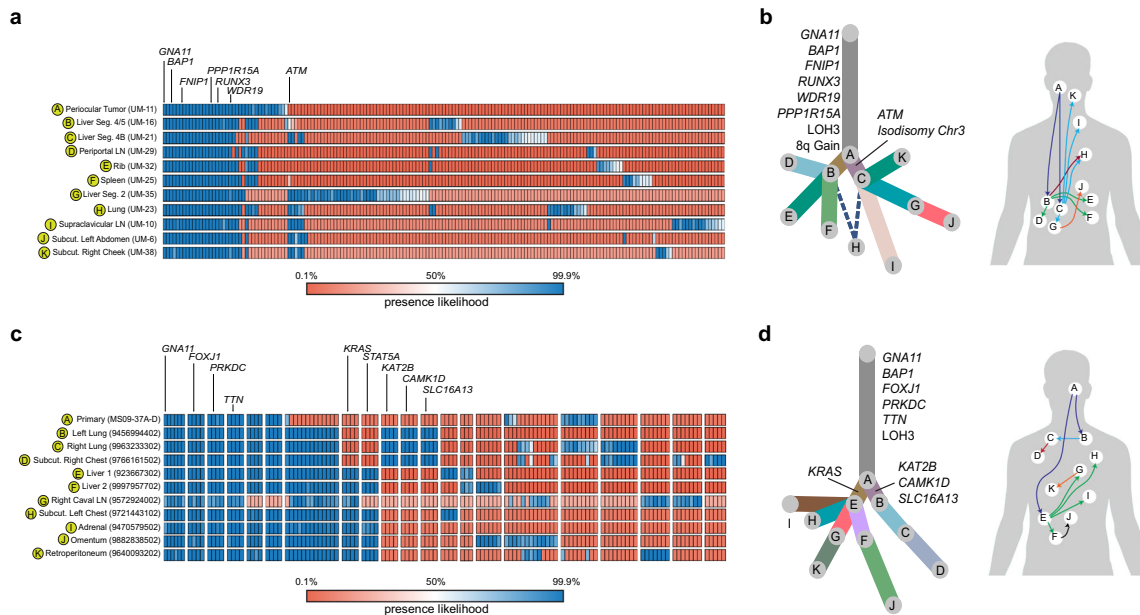 a
GNA11
BAP1
FNIP1
PPP1R15A
RUNX3
WDR19
ATM
A Periocular Tumor (UM-11)
B Liver Seg. 4/5 (UM-16)
C Liver Seg. 4B (UM-21)
D Periportal LN (UM-29)
E Rib (UM-32)
F Spleen (UM-25)
G Liver Seg. 2 (UM-35)
H Lung (UM-23)
I Supraclavicular LN (UM-10)
J Subcut. Left Abdomen (UM-6)
K Subcut. Right Cheek (UM-38)
0.1% 50% 99.9%
presence likelihood
b
GNA11
BAP1
FNIP1
RUNX3
WDR19
PPP1R15A
LOH3
8q Gain
ATM
Isodisomy Chr3
A
B
C
D
E
F
G
H
I
J
K
A
K
I
H
J
B
C
E
D
G
F
c
GNA11
FOXJ1
PRKDC
TTN
KRAS
STAT5A
KAT2B
CAMK1D
SLC16A13
A Primary (MS09-37A-D)
B Left Lung (9456994402)
C Right Lung (9963233302)
D Subcut. Right Chest (9766161502)
E Liver 1 (923667302)
F Liver 2 (9997957702)
G Right Caval LN (9572924002)
H Subcut. Left Chest (9721443102)
I Adrenal (9470579502)
J Omentum (9882838502)
K Retroperitoneum (9640093202)
0.1% 50% 99.9%
presence likelihood
d
GNA11
BAP1
FOXJ1
PRKDC
TTN
LOH3
KRAS
KAT2B
CAMK1D
SLC16A13
A
E
B
I
H
G
F
C
K
D
J
A
C
B
D
H
G
K
I
E
J
F